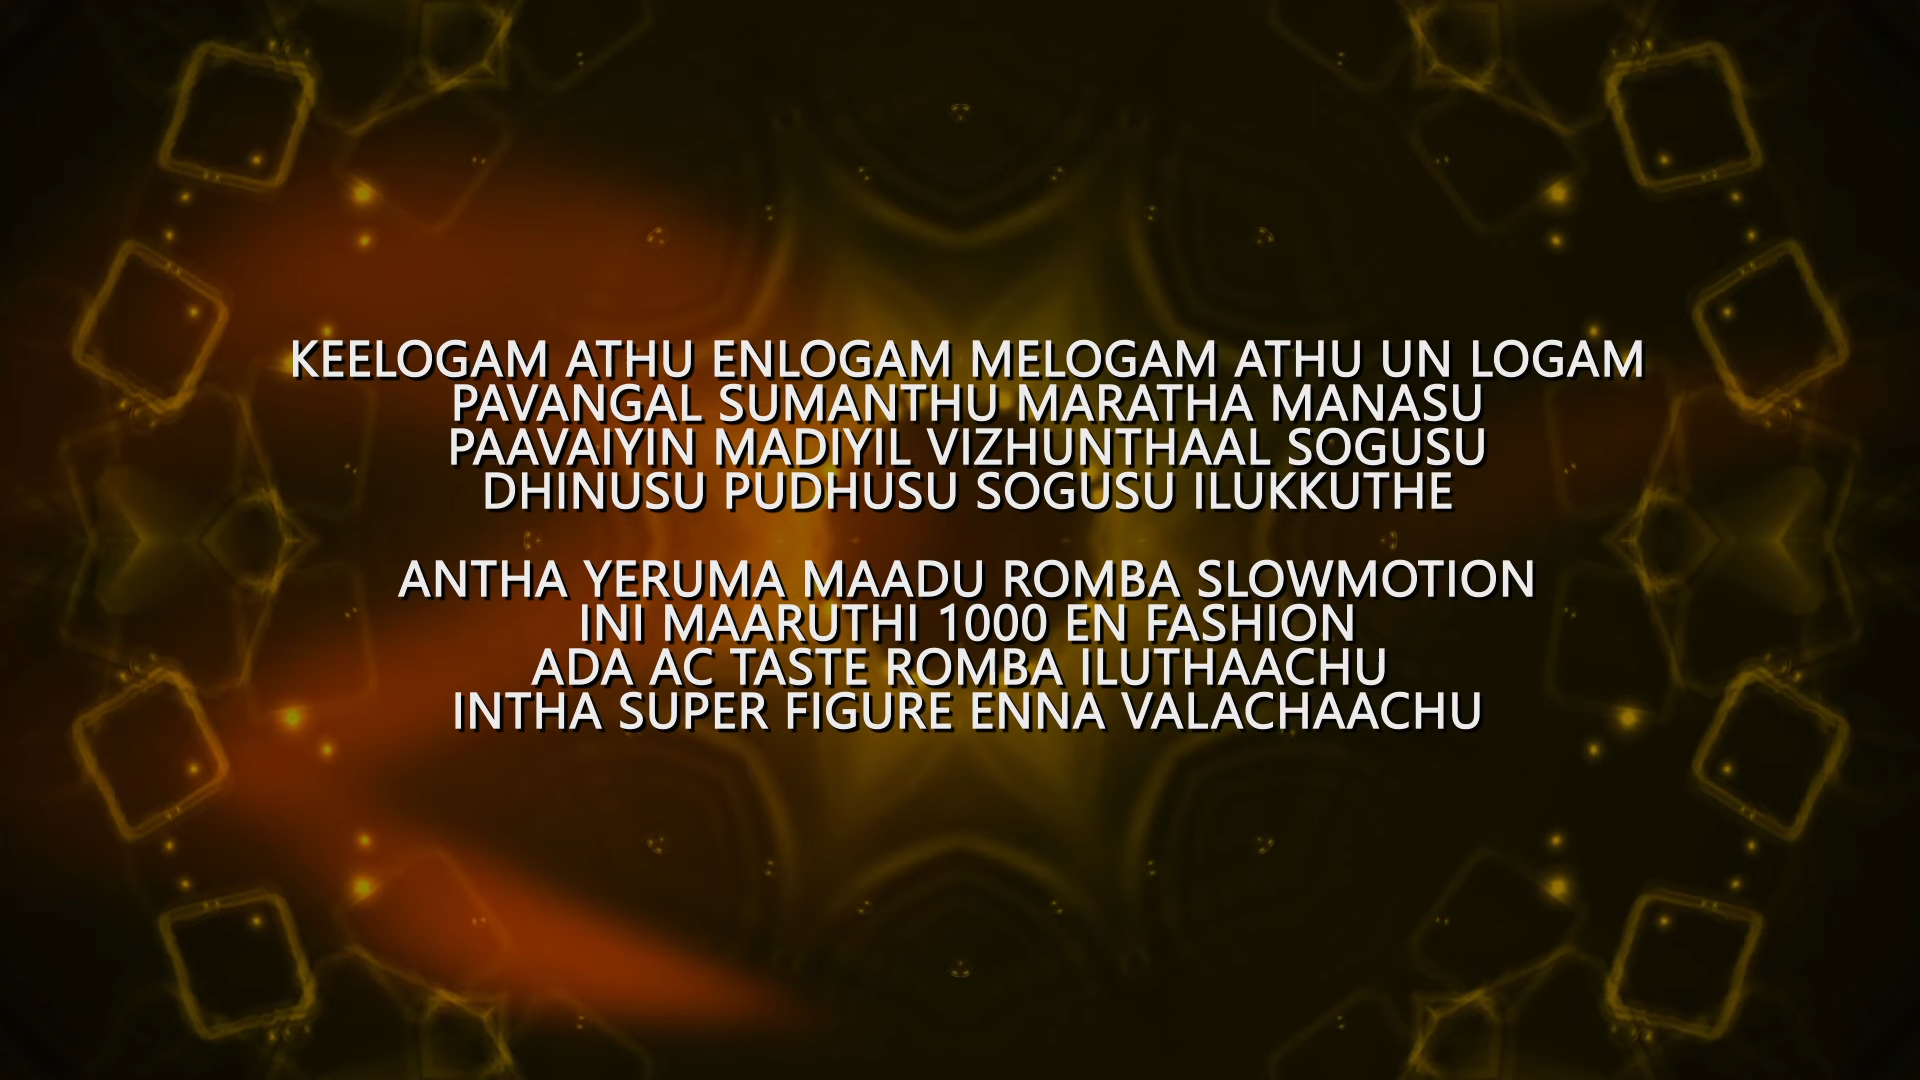 KEELOGAM ATHU ENLOGAM MELOGAM ATHU UN LOGAM
PAVANGAL SUMANTHU MARATHA MANASU
PAAVAIYIN MADIYIL VIZHUNTHAAL SOGUSU
DHINUSU PUDHUSU SOGUSU ILUKKUTHE
ANTHA YERUMA MAADU ROMBA SLOWMOTION
INI MAARUTHI 1000 EN FASHION
ADA AC TASTE ROMBA ILUTHAACHU
INTHA SUPER FIGURE ENNA VALACHAACHU